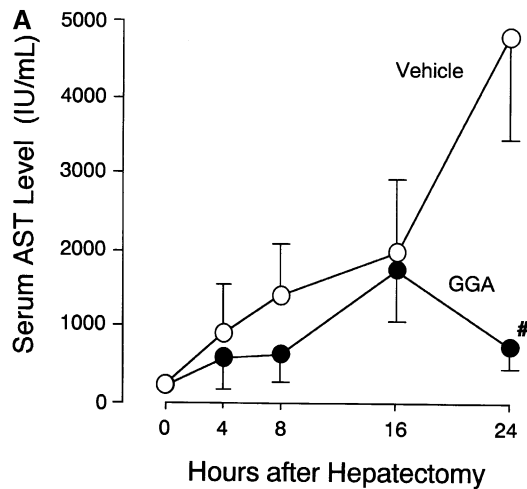 A
Serum AST Level (IU/mL)
5000
4000
3000
2000
1000
0
Vehicle
GGA
#
0 4 8 16 24
Hours after Hepatectomy